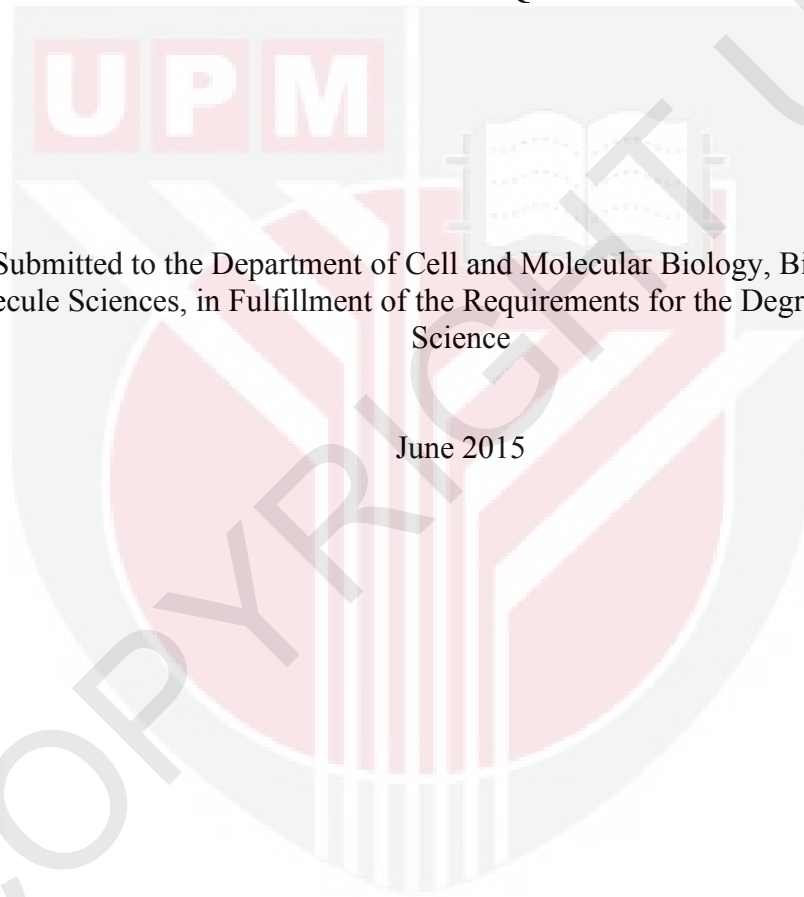 UPM
Submitted to the Department of Cell and Molecular Biology, Bi
ecule Sciences, in Fulfillment of the Requirements for the Degr
Science
June 2015
COPYRIGHT U